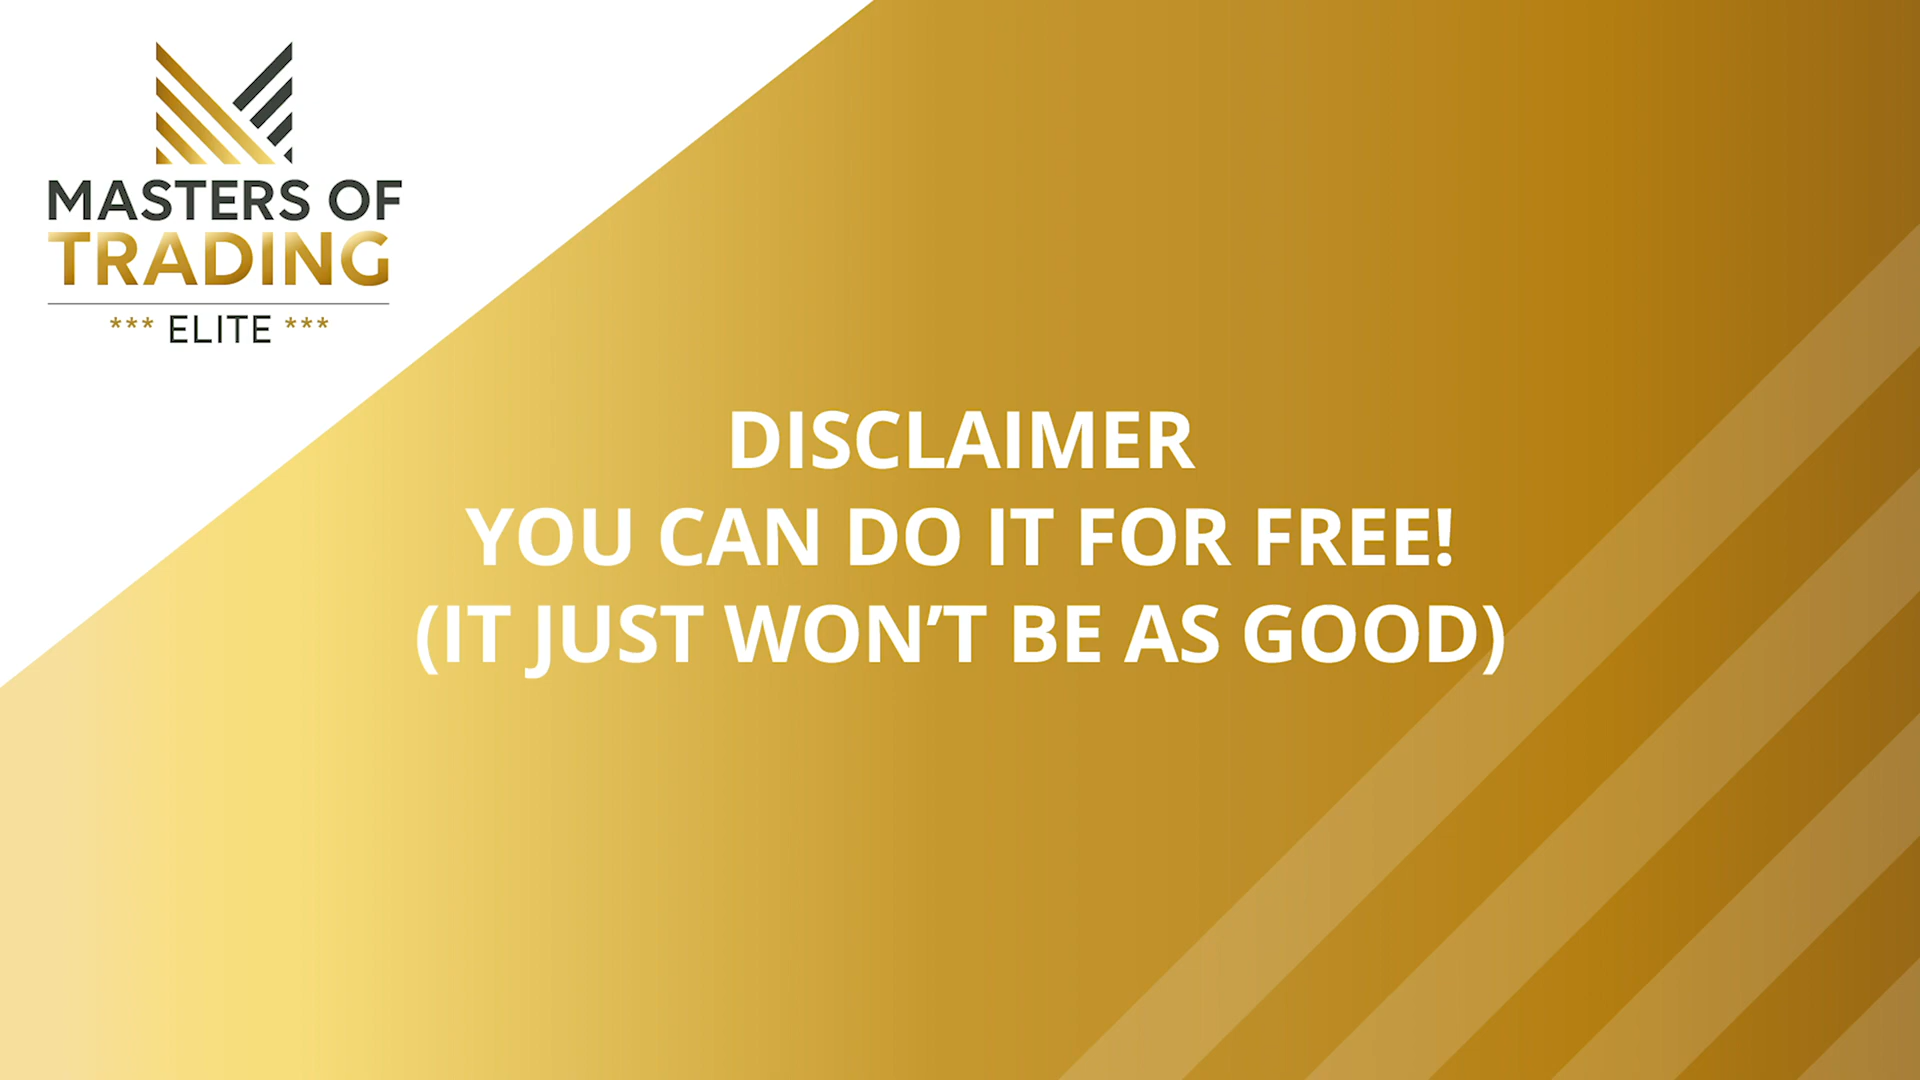 MASTERS OF
TRADING
*** ELITE ***
DISCLAIMER
YOU CAN DO IT FOR FREE!
(IT JUST WON’T BE AS GOOD)